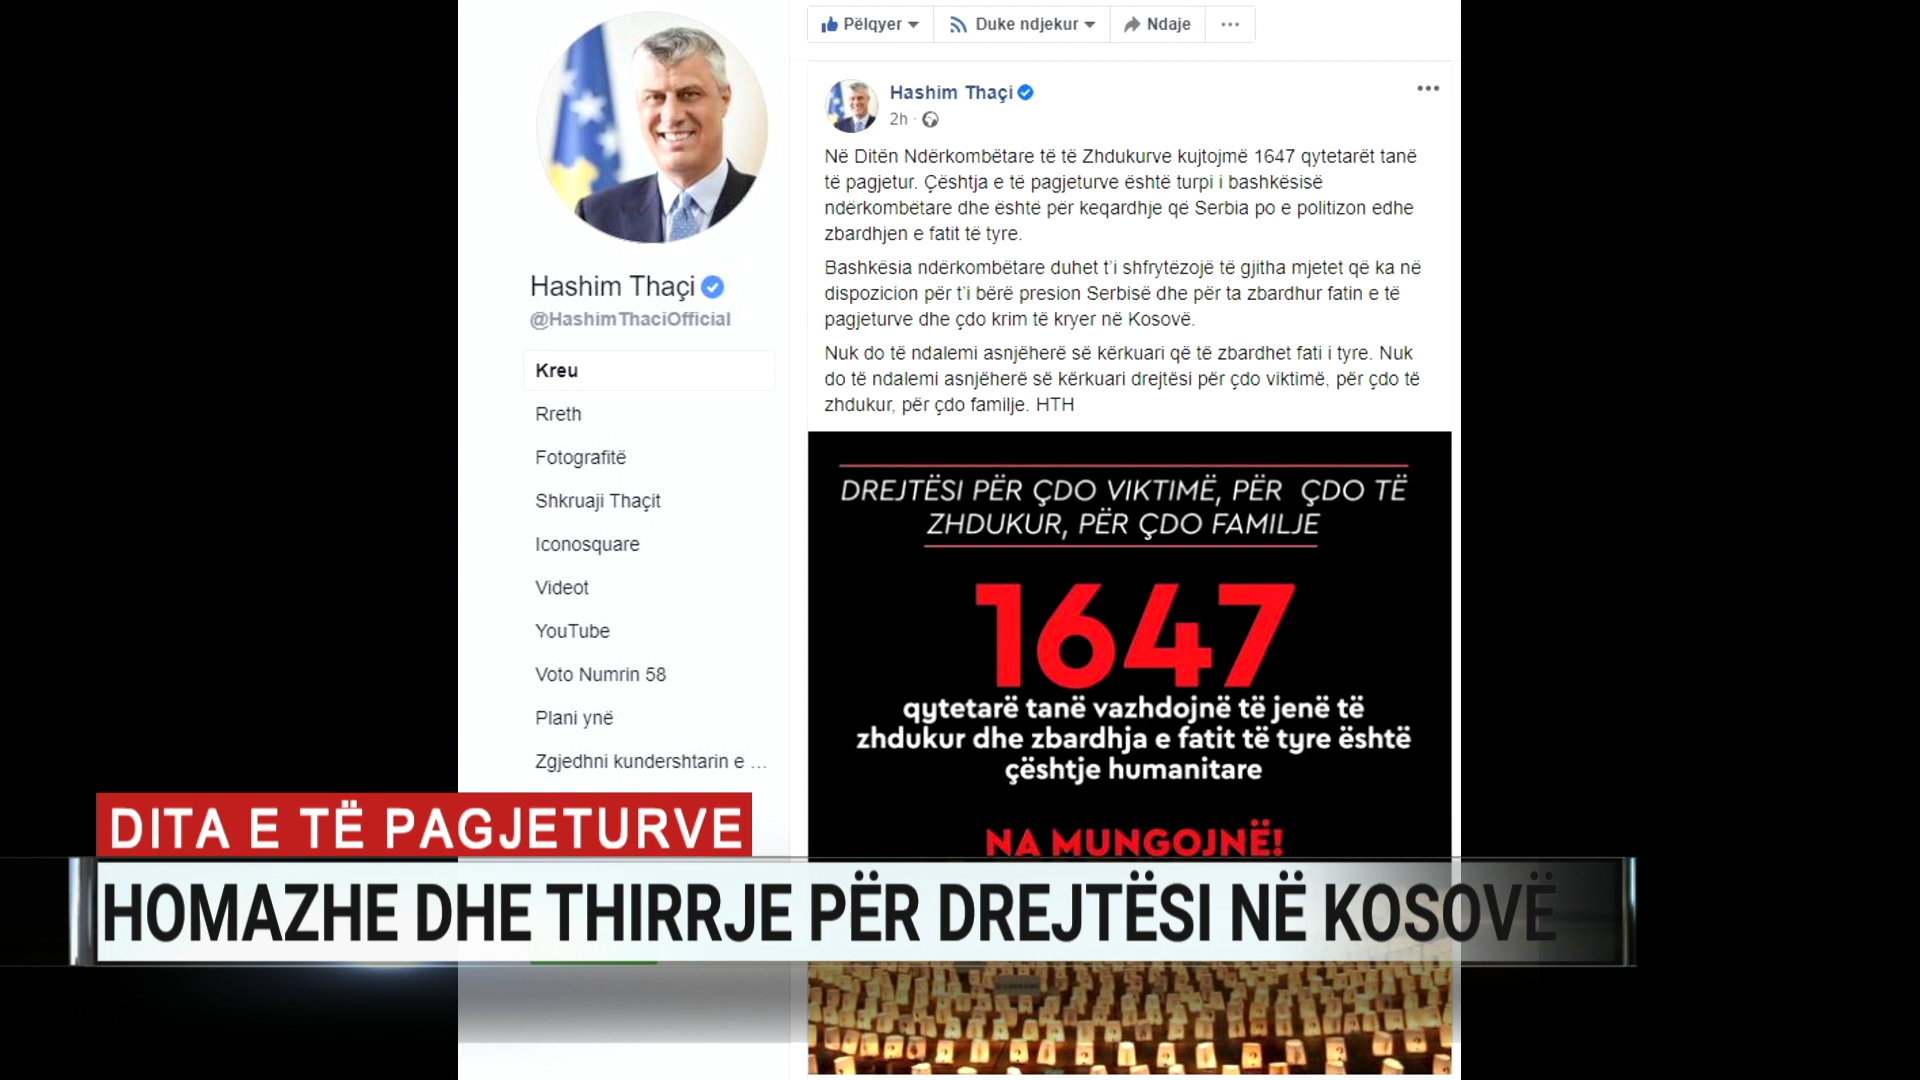 Hashim Thaçi
@HashimThaciOfficial
Kreu
Rreth
Fotografitë
Shkruaji Thaçit
Iconosquare
Videot
YouTube
Voto Numrin 58
Plani ynë
Zgjedhni kundershtarin e ...
Pëlqyer
Duke ndjekur
Ndaje
Hashim Thaçi
2h ·
Në Ditën Ndërkombëtare të të Zhdukurve kujtojmë 1647 qytetarët tanë
të pagjetur. Çështja e të pagjeturve është turpi i bashkësisë
ndërkombëtare dhe është për keqardhje që Serbia po e politizon edhe
zbardhjen e fatit të tyre.
Bashkësia ndërkombëtare duhet t'i shfrytëzojë të gjitha mjetet që ka në
dispozicion për t'i bërë presion Serbisë dhe për ta zbardhur fatin e të
pagjeturve dhe çdo krim të kryer në Kosovë.
Nuk do të ndalemi asnjëherë së kërkuari që të zbardhet fati i tyre. Nuk
do të ndalemi asnjëherë së kërkuari drejtësi për çdo viktimë, për çdo të
zhdukur, për çdo familje. HTH
DREJTËSI PËR ÇDO VIKTIMË, PËR ÇDO TË
ZHDUKUR, PËR ÇDO FAMILJE
1647
qytetarë tanë vazhdojnë të jenë të
zhdukur dhe zbardhja e fatit të tyre është
çështje humanitare
NA MUNGOJNË!
DITA E TË PAGJETURVE
HOMAZHE DHE THIRRJE PËR DREJTËSI NË KOSOVË